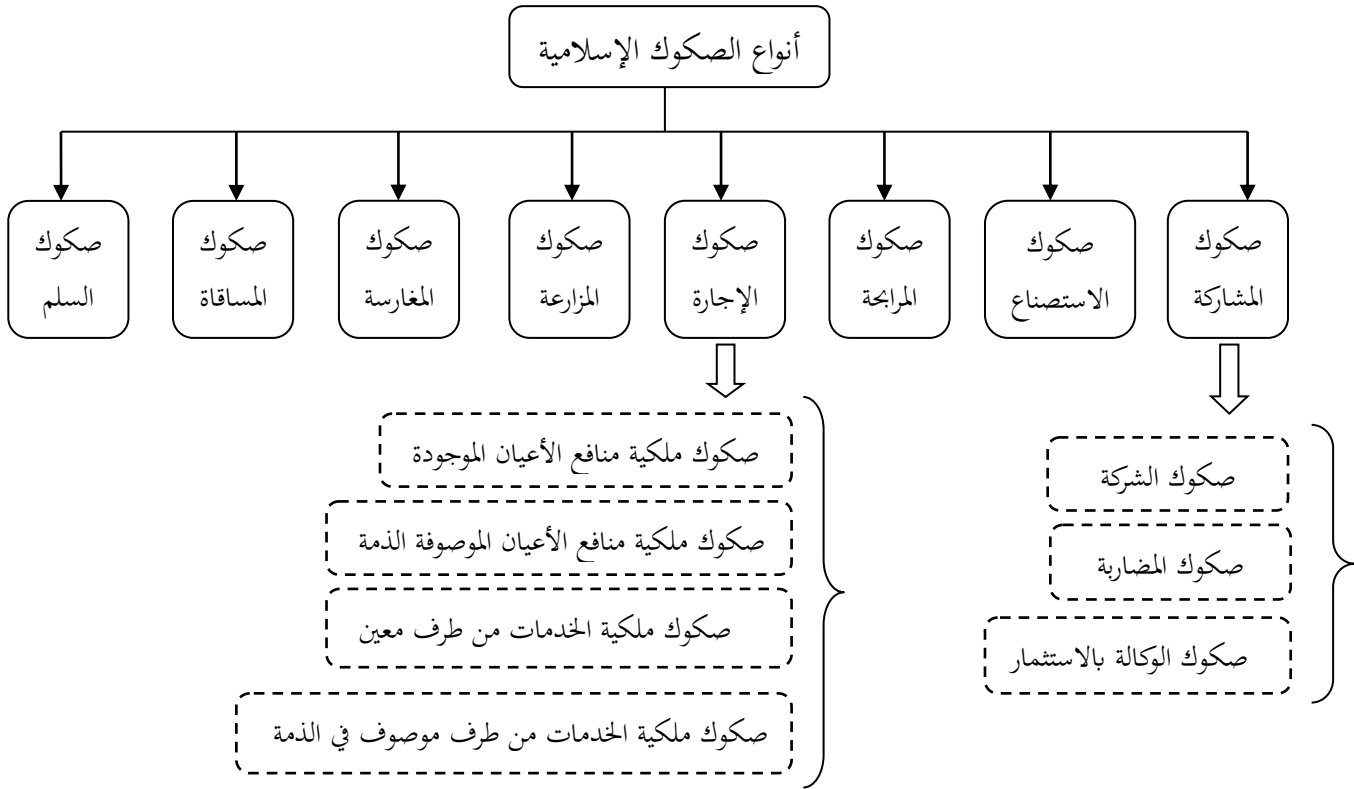 أنواع الصكوك الإسلامية
صكوك
المشاركة
صكوك
الاستصناع
صكوك
المرابحة
صكوك
الإجارة
صكوك
المزارعة
صكوك
المغارسة
صكوك
المساقاة
صكوك
السلم
صكوك الشركة
صكوك المضاربة
صكوك الوكالة بالاستثمار
صكوك ملكية منافع الأعيان الموجودة
صكوك ملكية منافع الأعيان الموصوفة الذمة
صكوك ملكية الخدمات من طرف معين
صكوك ملكية الخدمات من طرف موصوف في الذمة